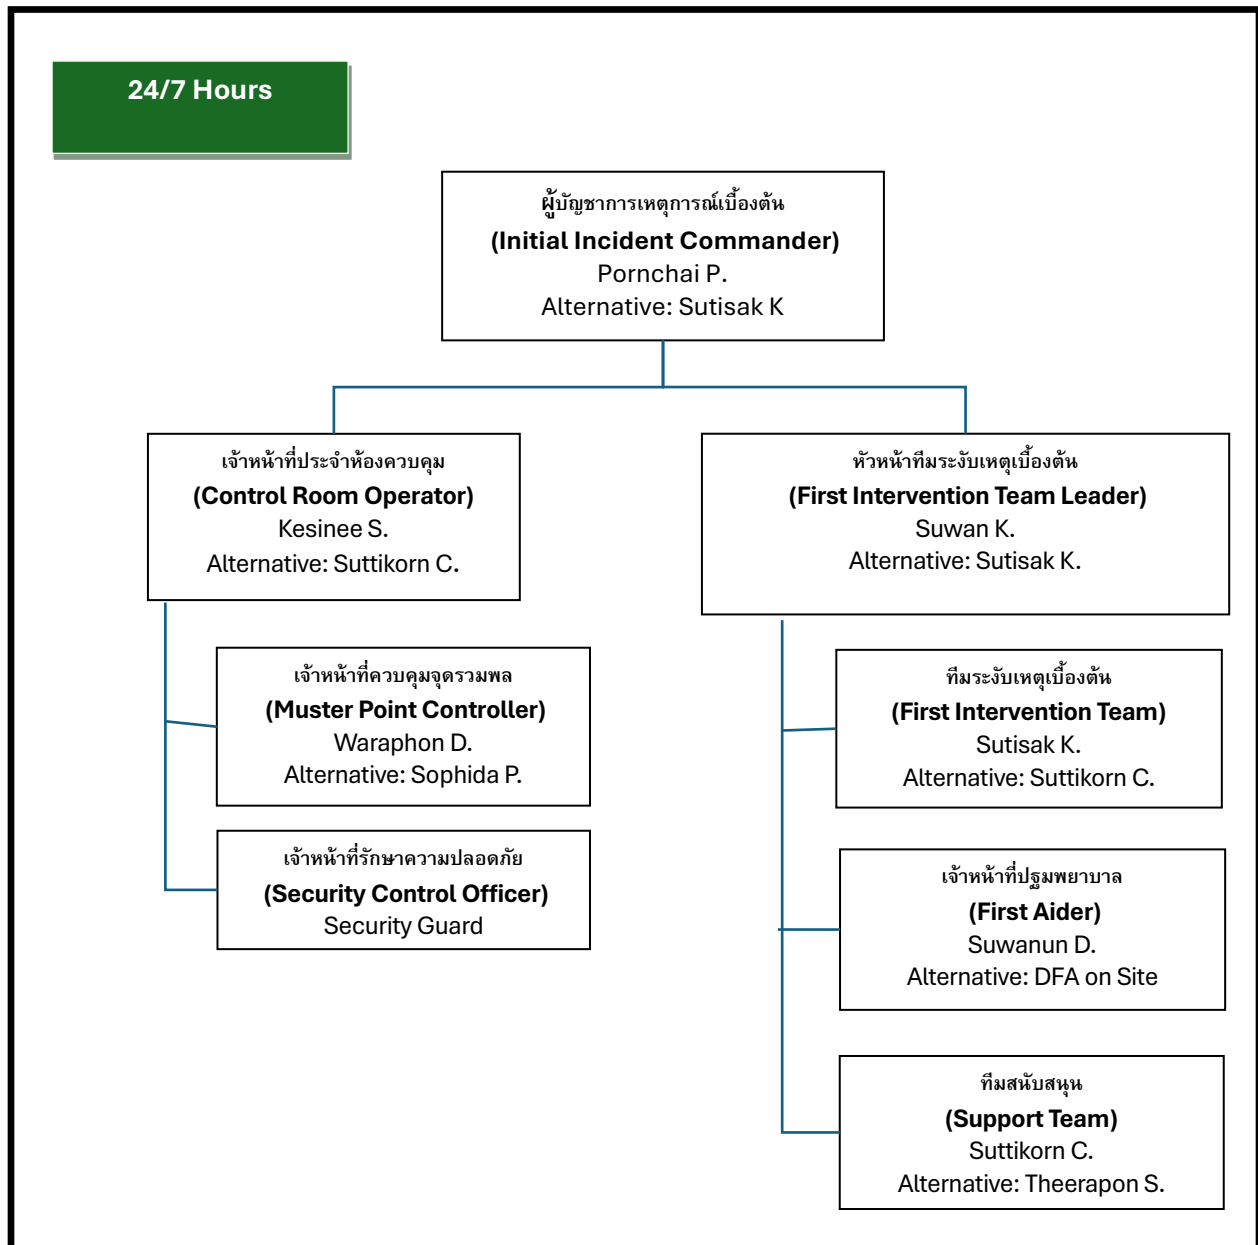 24/7 Hours
ผู้บัญชาการเหตุการณ์เบื้องต้น
(Initial Incident Commander)
Pornchai P.
Alternative: Sutisak K
เจ้าหน้าที่ประจำห้องควบคุม
(Control Room Operator)
Kesinee S.
Alternative: Suttikorn C.
เจ้าหน้าที่ควบคุมจุดรวมพล
(Muster Point Controller)
Waraphon D.
Alternative: Sophida P.
เจ้าหน้าที่รักษาความปลอดภัย
(Security Control Officer)
Security Guard
หัวหน้าทีมระงับเหตุเบื้องต้น
(First Intervention Team Leader)
Suwan K.
Alternative: Sutisak K.
ทีมระงับเหตุเบื้องต้น
(First Intervention Team)
Sutisak K.
Alternative: Suttikorn C.
เจ้าหน้าที่ปฐมพยาบาล
(First Aider)
Suwanun D.
Alternative: DFA on Site
ทีมสนับสนุน
(Support Team)
Suttikorn C.
Alternative: Theerapon S.